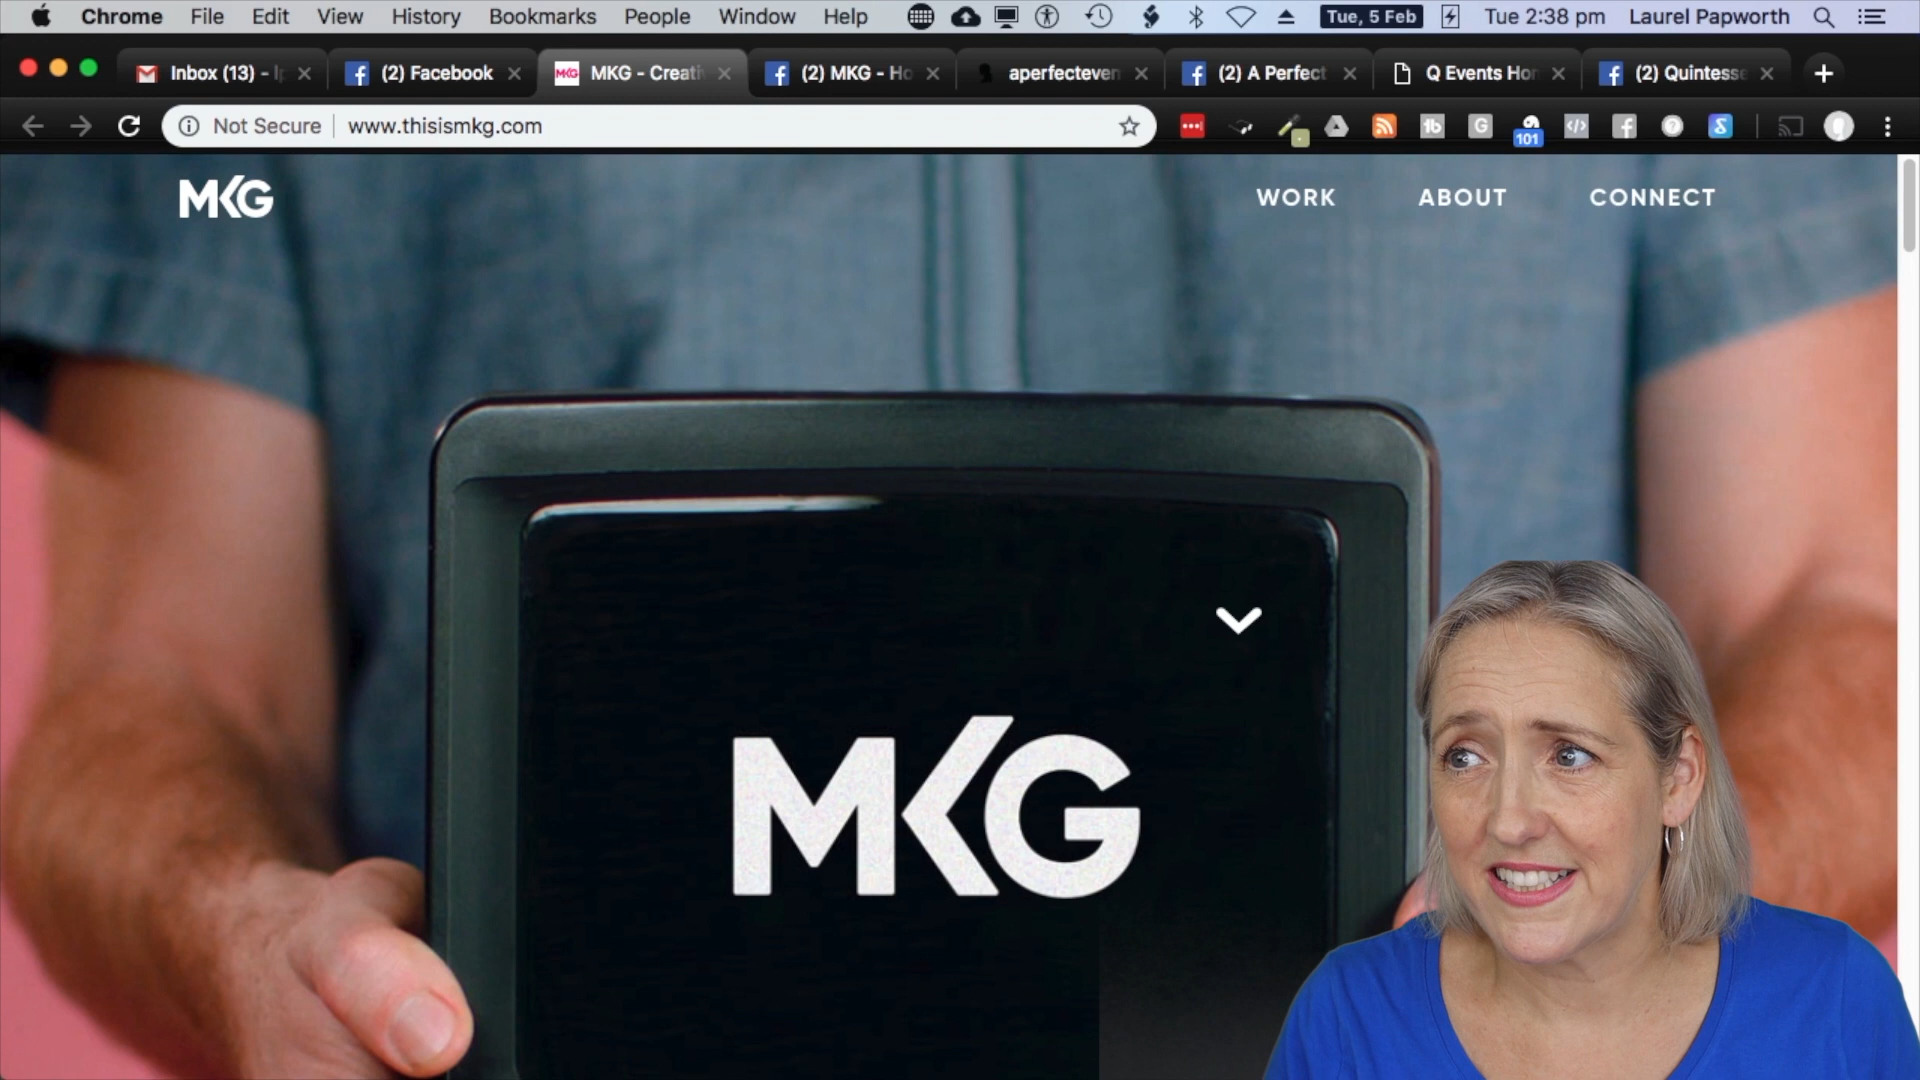 Chrome File Edit View History Bookmarks People Window Help Tue, 5 Feb Tue 2:38 pm Laurel Papworth
Inbox (13) - (2) Facebook MKG - Creati (2) MKG - Ho aperfecteven (2) A Perfect Q Events Hor (2) Quintesse
Not Secure www.thisismkg.com 101
MKG WORK ABOUT CONNECT
MKG